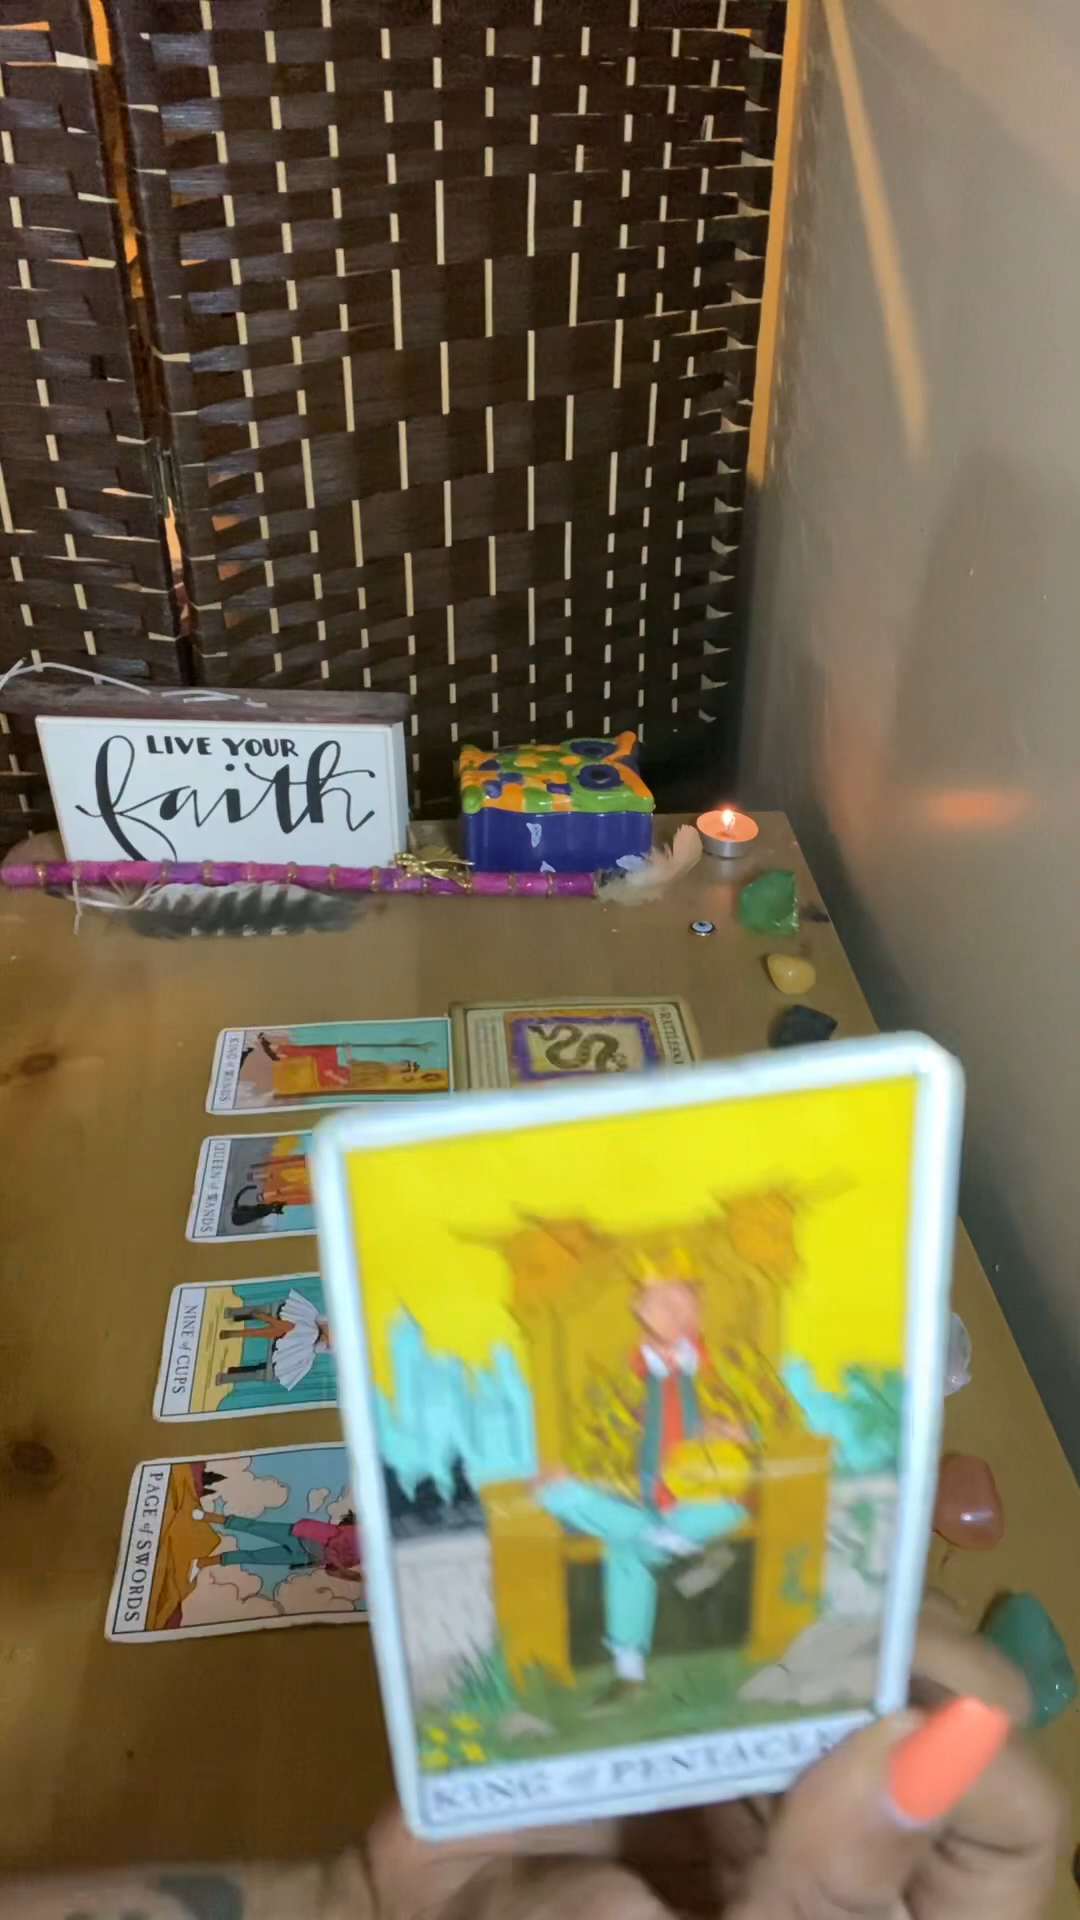 LIVE YOUR
faith
KING of WANDS
QUEEN of WANDS
NINE of CUPS
PAGE of SWORDS
KING of PENTACLES